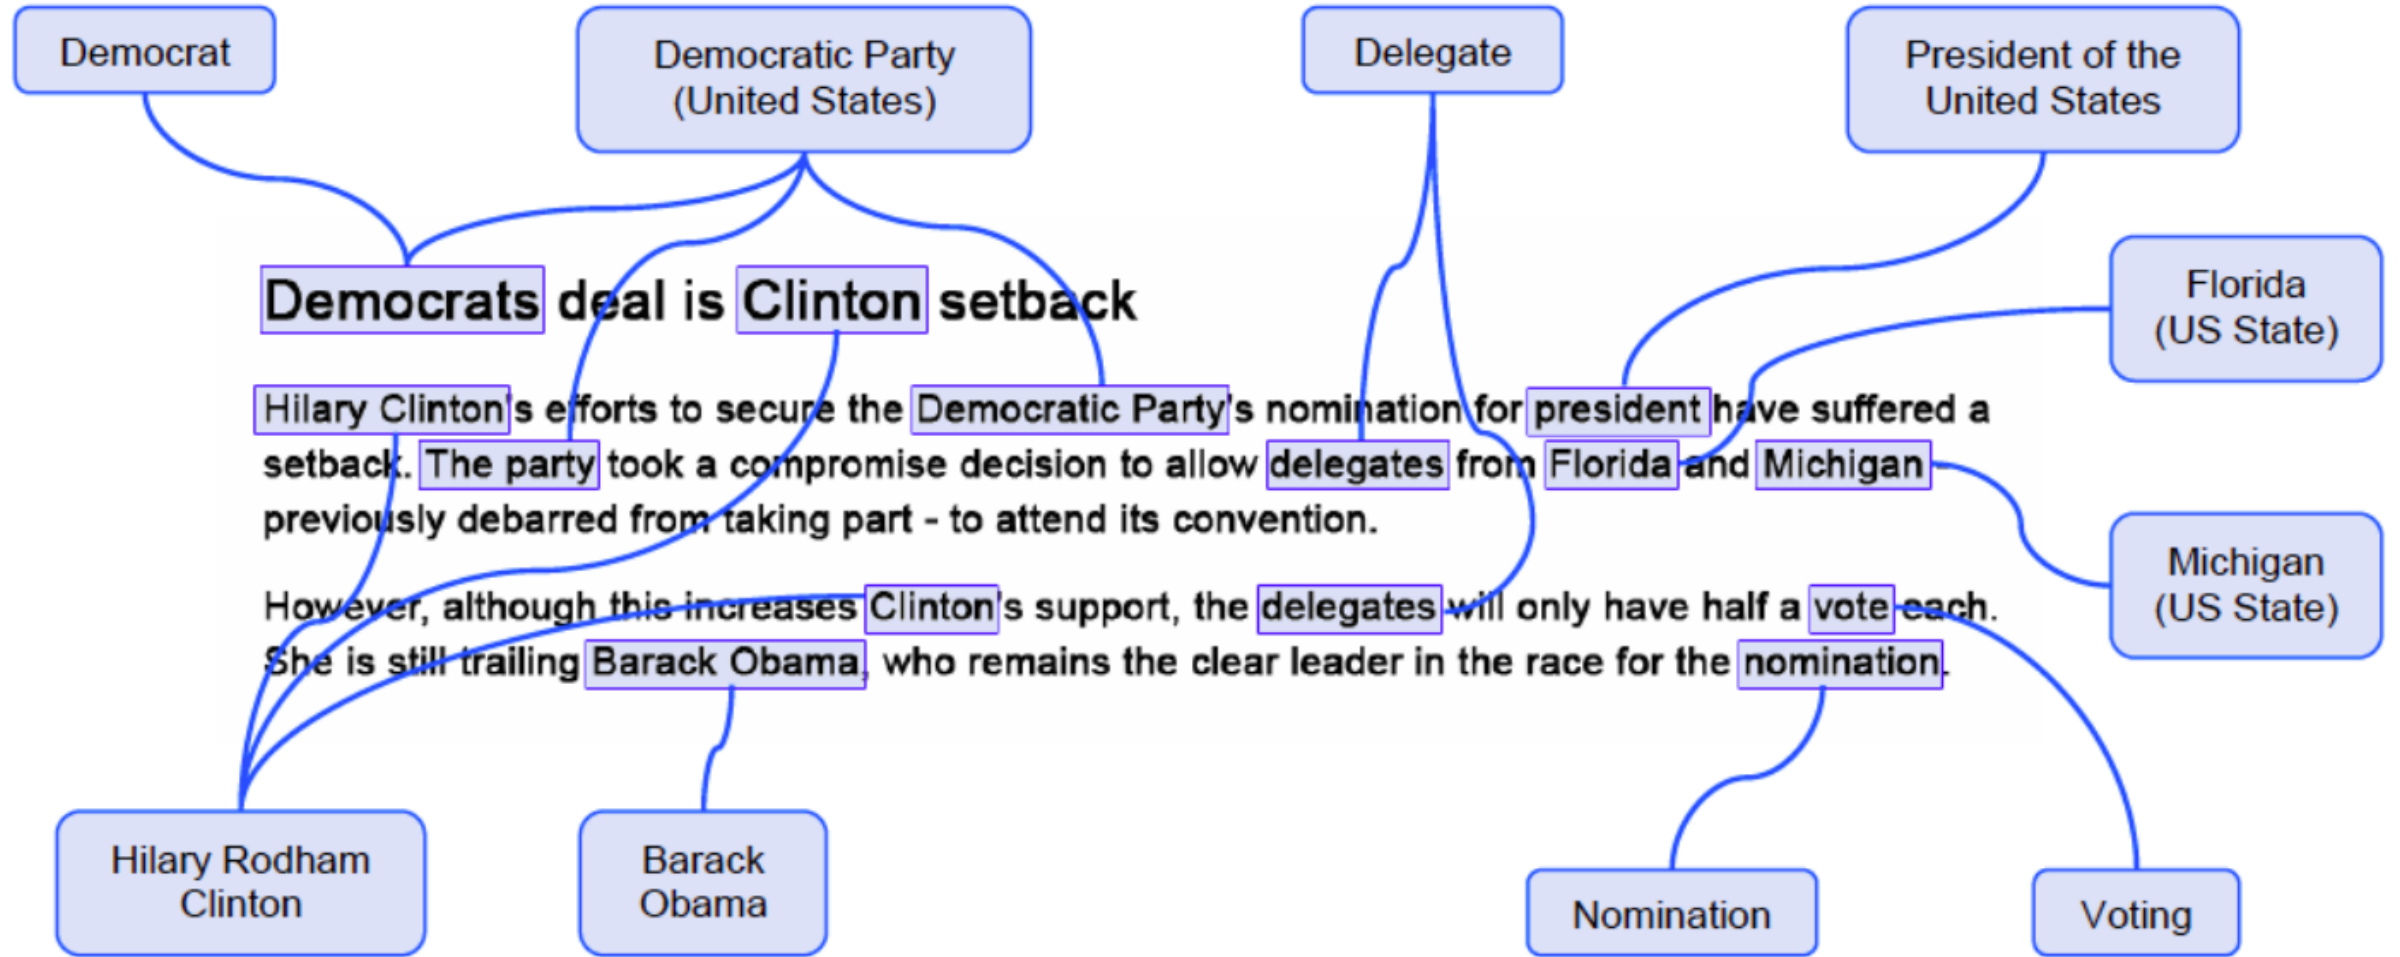 Democrat
Democratic Party
(United States)
Delegate
President of the
United States
Florida
(US State)
Democrats deal is Clinton setback
Hilary Clinton's efforts to secure the Democratic Party's nomination for president have suffered a
setback. The party took a compromise decision to allow delegates from Florida and Michigan
previously debarred from taking part - to attend its convention.
Michigan
(US State)
However, although this increases Clinton's support, the delegates will only have half a vote each.
She is still trailing Barack Obama, who remains the clear leader in the race for the nomination.
Hilary Rodham
Clinton
Barack
Obama
Nomination
Voting